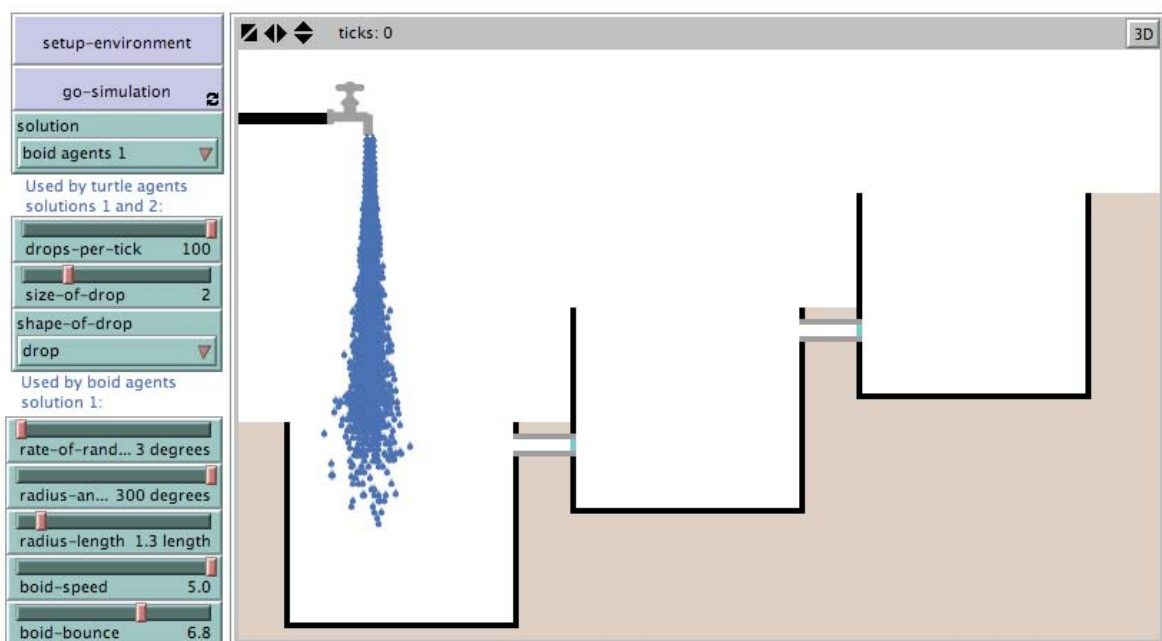 setup-environment
go-simulation
solution
boid agents 1
Used by turtle agents
solutions 1 and 2:
drops-per-tick 100
size-of-drop 2
shape-of-drop
drop
Used by boid agents
solution 1:
rate-of-rand... 3 degrees
radius-an... 300 degrees
radius-length 1.3 length
boid-speed 5.0
boid-bounce 6.8
ticks: 0
3D